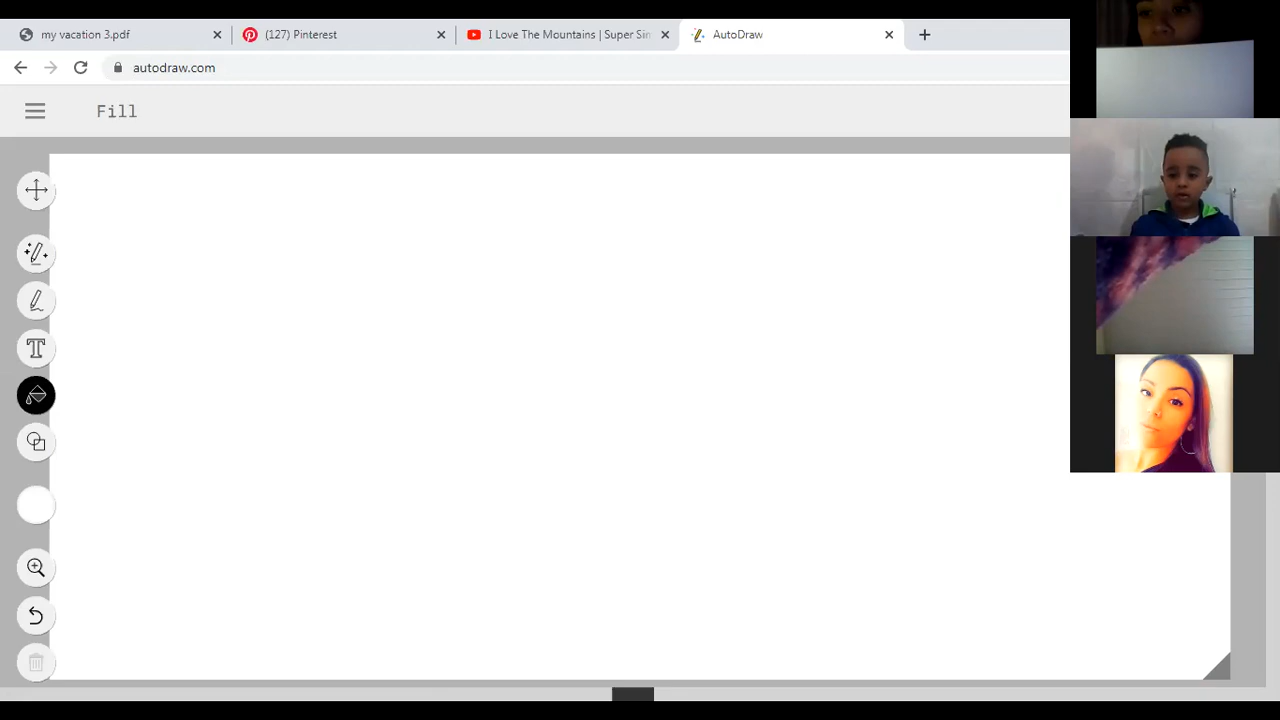 my vacation 3.pdf
(127) Pinterest
I Love The Mountains | Super Sin
AutoDraw
autodraw.com
Fill
T